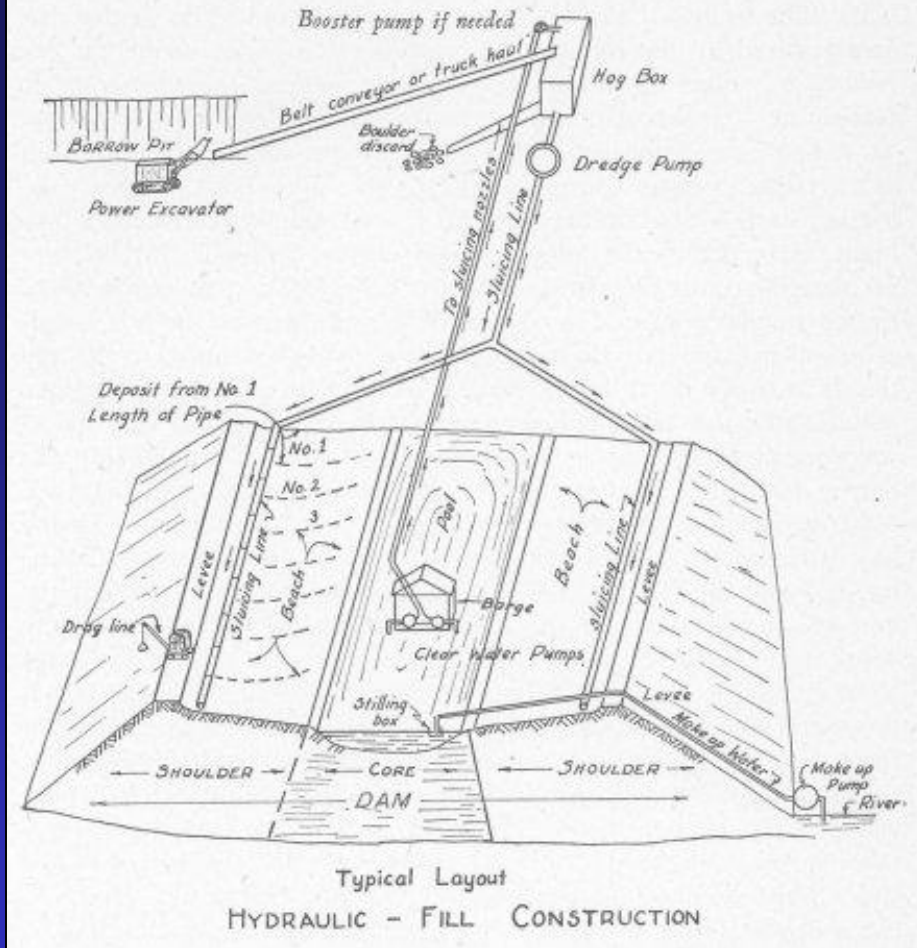 Booster pump if needed
Hog Box
Belt conveyor or truck haul
Boulder
discard
BORROW PIT
Dredge Pump
Power Excavator
To sluicing nozzles
Sluicing Line
Deposit from No. 1
Length of Pipe
No. 1
No. 2
3
Pool
Beach
Sluicing Line
Levee
Sluicing Line
Beach
Levee
Barge
Drag line
Clear Water Pumps
Stilling
box
Levee
Make up Water
Make up
Pump
River
SHOULDER
CORE
SHOULDER
DAM
Typical Layout
HYDRAULIC - FILL CONSTRUCTION